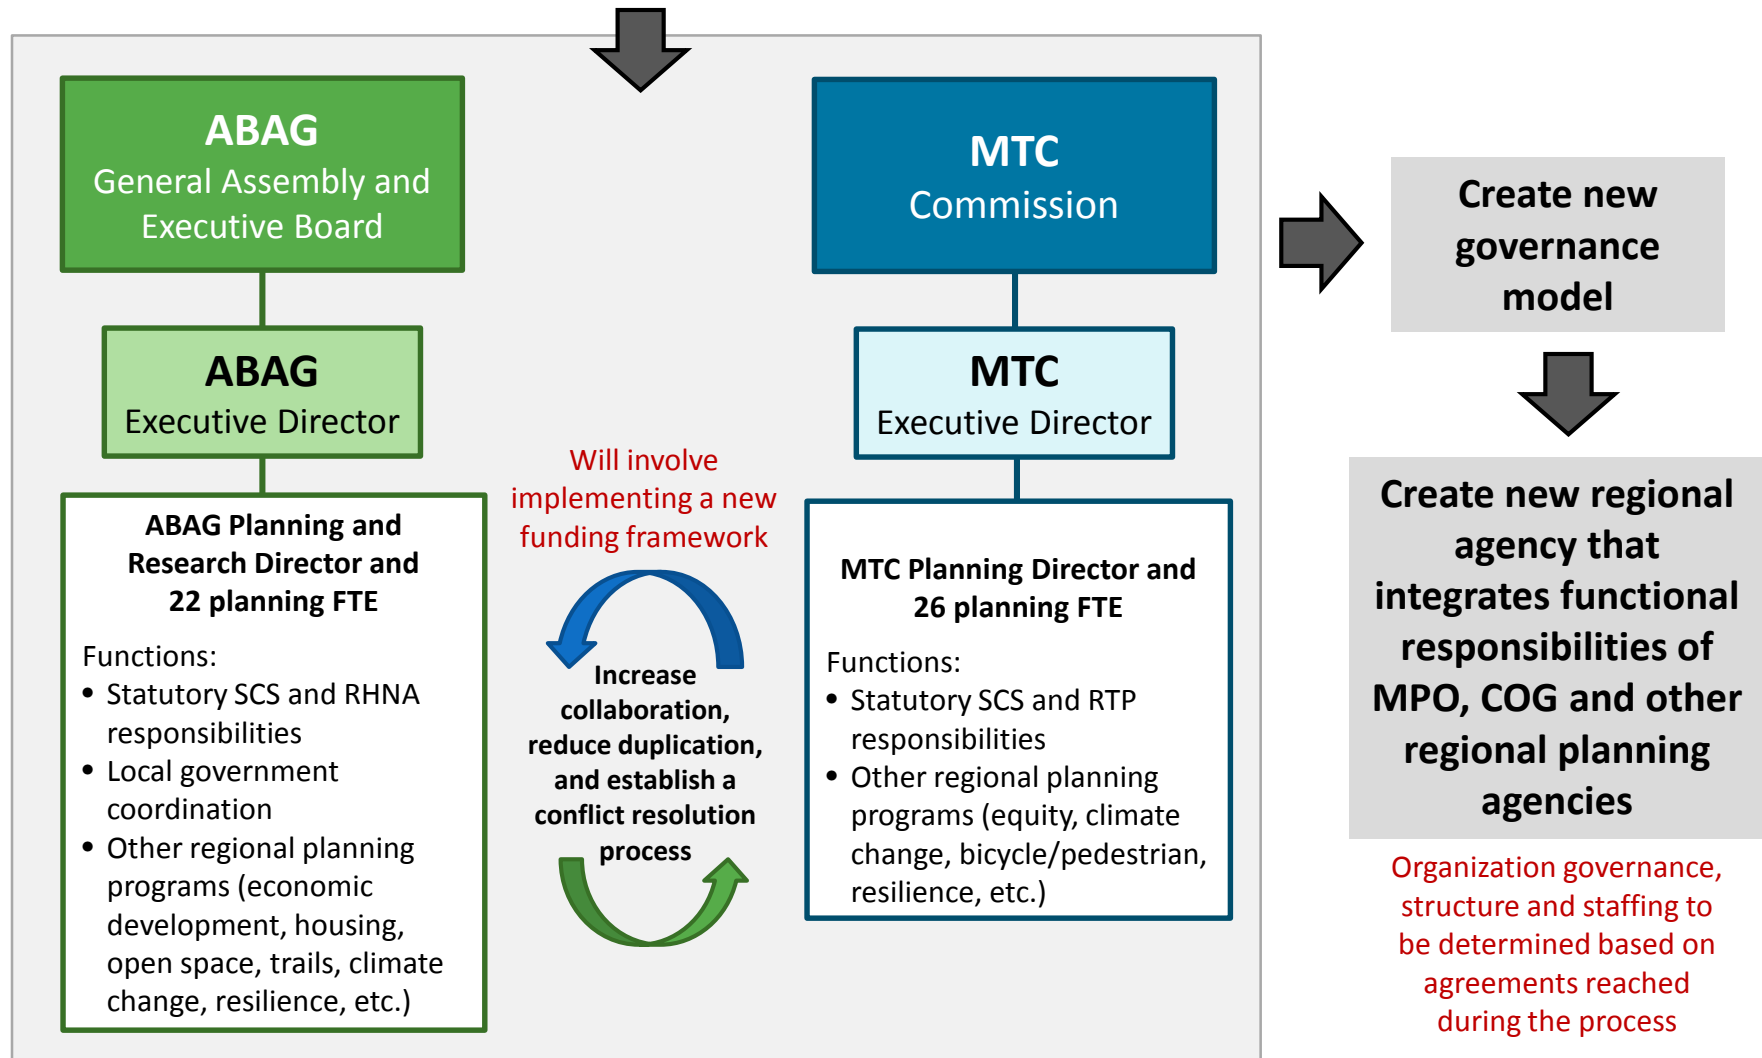 ABAG
General Assembly and
Executive Board
ABAG
Executive Director
ABAG Planning and
Research Director and
22 planning FTE
Functions:
• Statutory SCS and RHNA
responsibilities
• Local government
coordination
• Other regional planning
programs (economic
development, housing,
open space, trails, climate
change, resilience, etc.)
Will involve
implementing a new
funding framework
Increase
collaboration,
reduce duplication,
and establish a
conflict resolution
process
MTC
Commission
MTC
Executive Director
MTC Planning Director and
26 planning FTE
Functions:
• Statutory SCS and RTP
responsibilities
• Other regional planning
programs (equity, climate
change, bicycle/pedestrian,
resilience, etc.)
Create new
governance
model
Create new regional
agency that
integrates functional
responsibilities of
MPO, COG and other
regional planning
agencies
Organization governance,
structure and staffing to
be determined based on
agreements reached
during the process